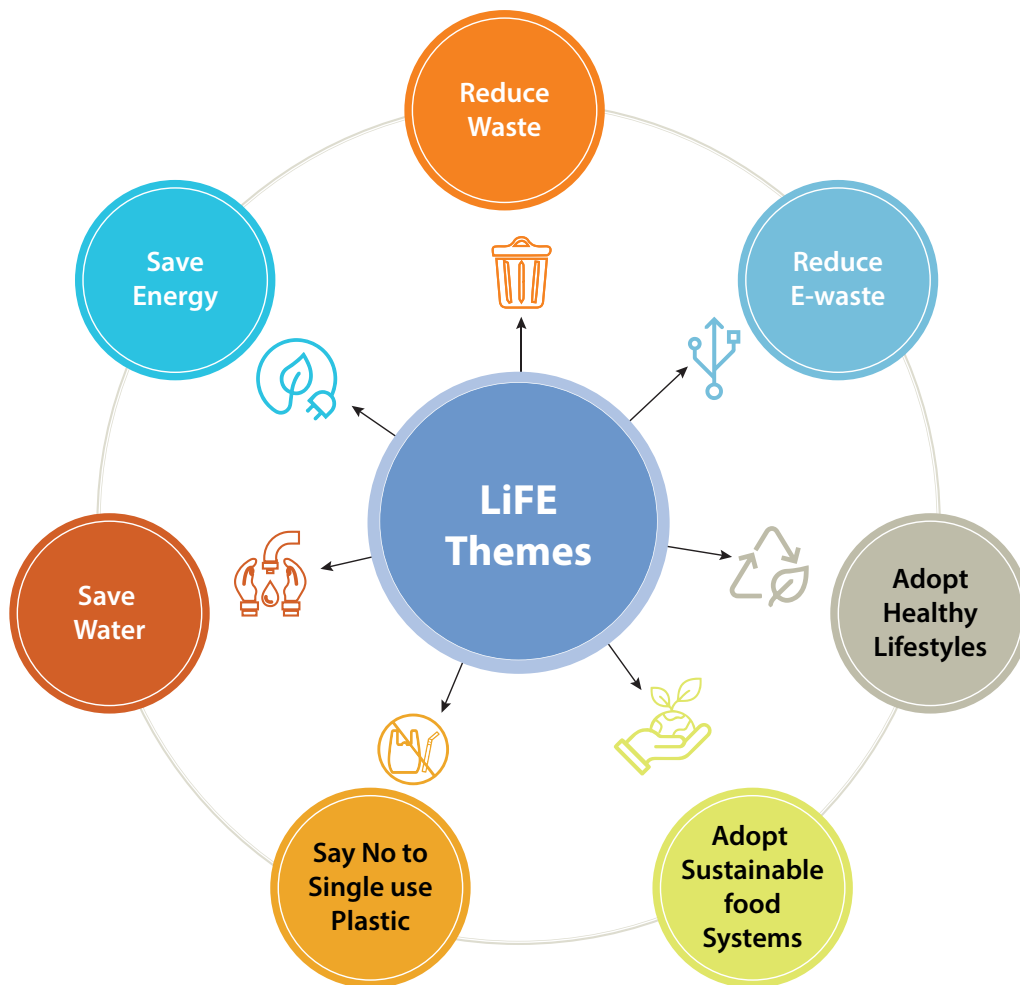 Reduce
Waste
Save
Energy
Reduce
E-waste
LiFE
Themes
Save
Water
Adopt
Healthy
Lifestyles
Say No to
Single use
Plastic
Adopt
Sustainable
food
Systems